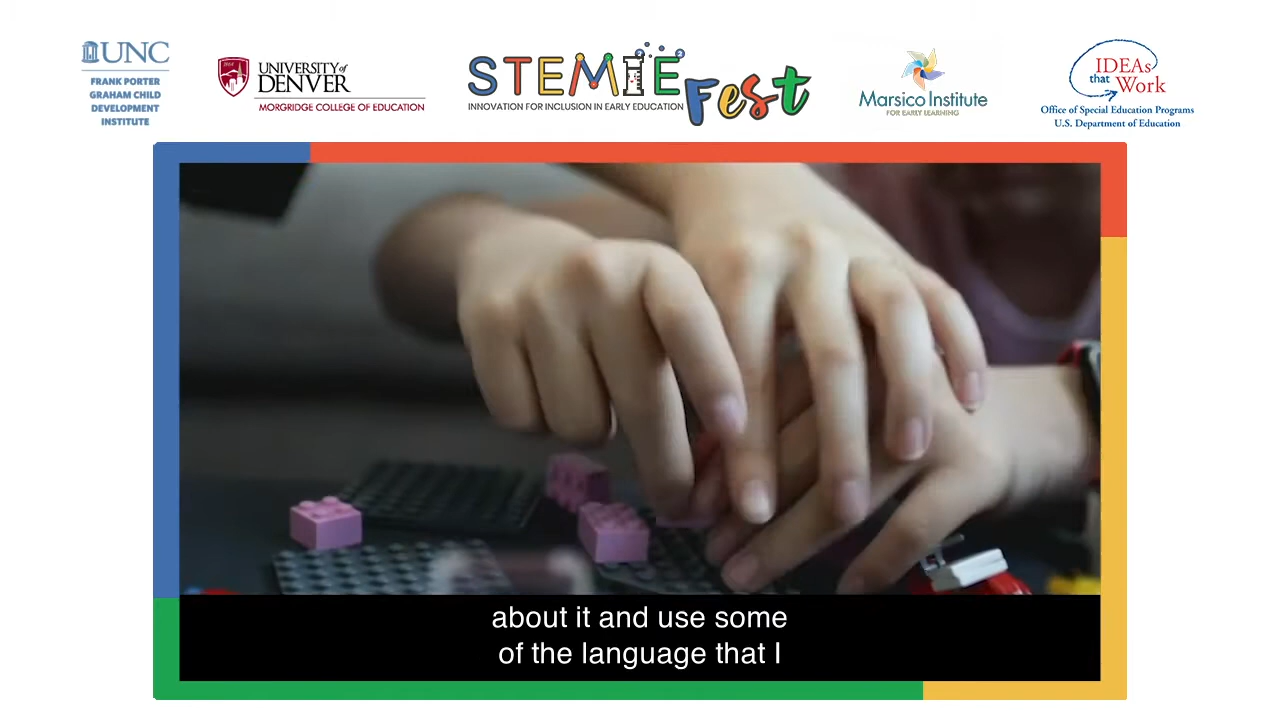 UNC
FRANK PORTER
GRAHAM CHILD
DEVELOPMENT
INSTITUTE
UNIVERSITY of
DENVER
MORGRIDGE COLLEGE OF EDUCATION
STEMIE
Fest
INNOVATION FOR INCLUSION IN EARLY EDUCATION
Marsico Institute
FOR EARLY LEARNING
IDEAs
that
Work
Office of Special Education Programs
U.S. Department of Education
about it and use some
of the language that I